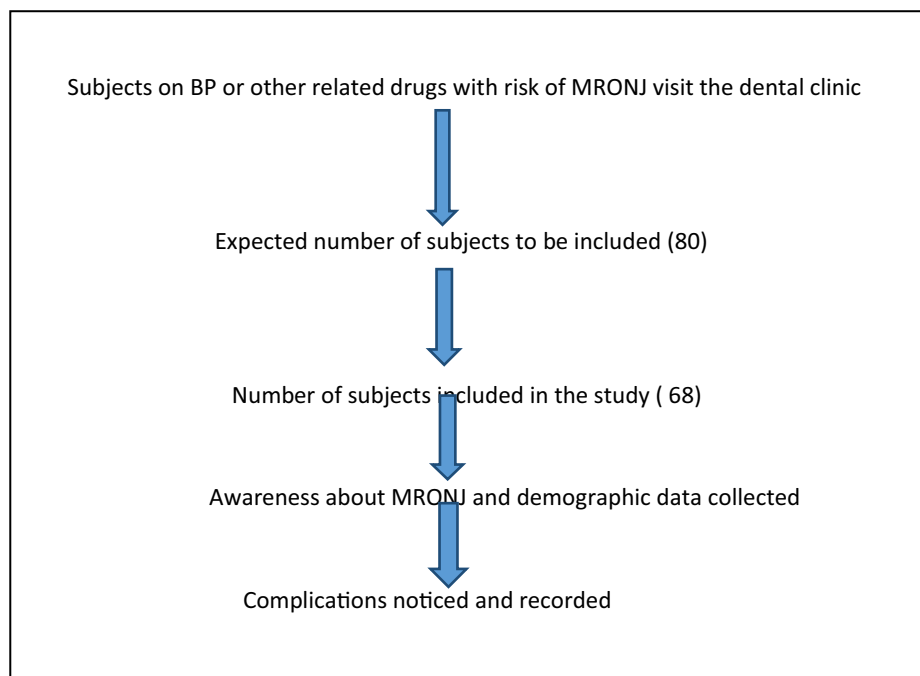 Subjects on BP or other related drugs with risk of MRONJ visit the dental clinic
Expected number of subjects to be included (80)
Number of subjects included in the study ( 68)
Awareness about MRONJ and demographic data collected
Complications noticed and recorded